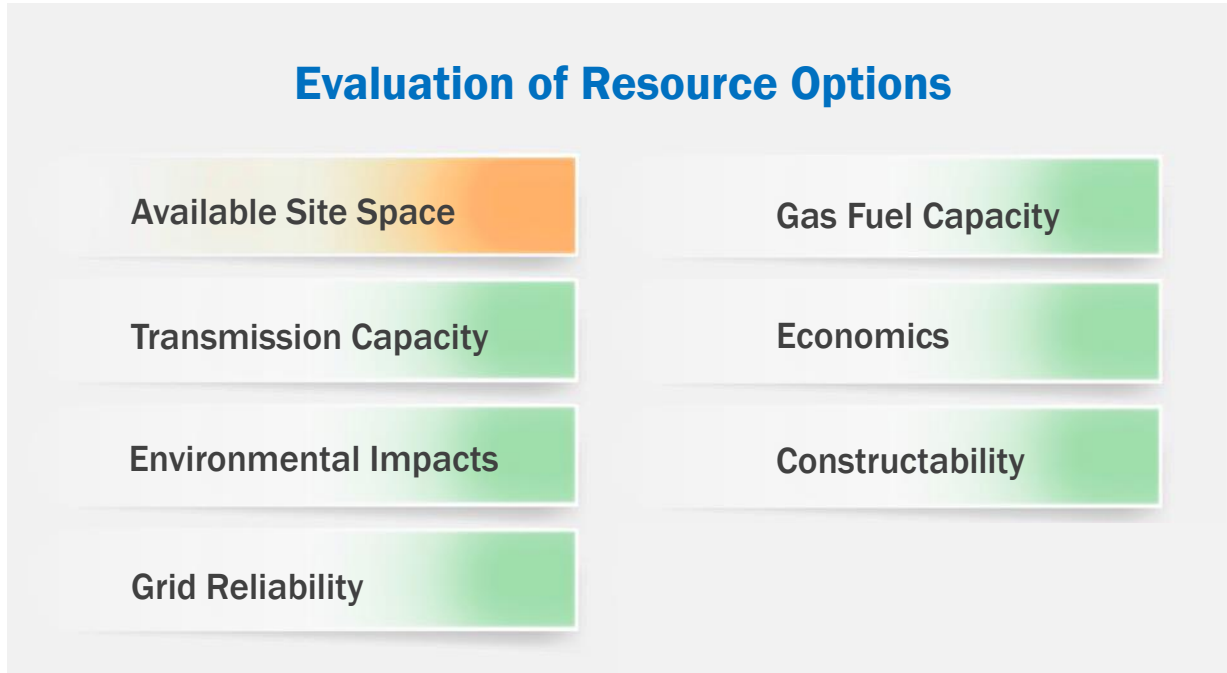 Evaluation of Resource Options
Available Site Space
Transmission Capacity
Environmental Impacts
Grid Reliability
Gas Fuel Capacity
Economics
Constructability